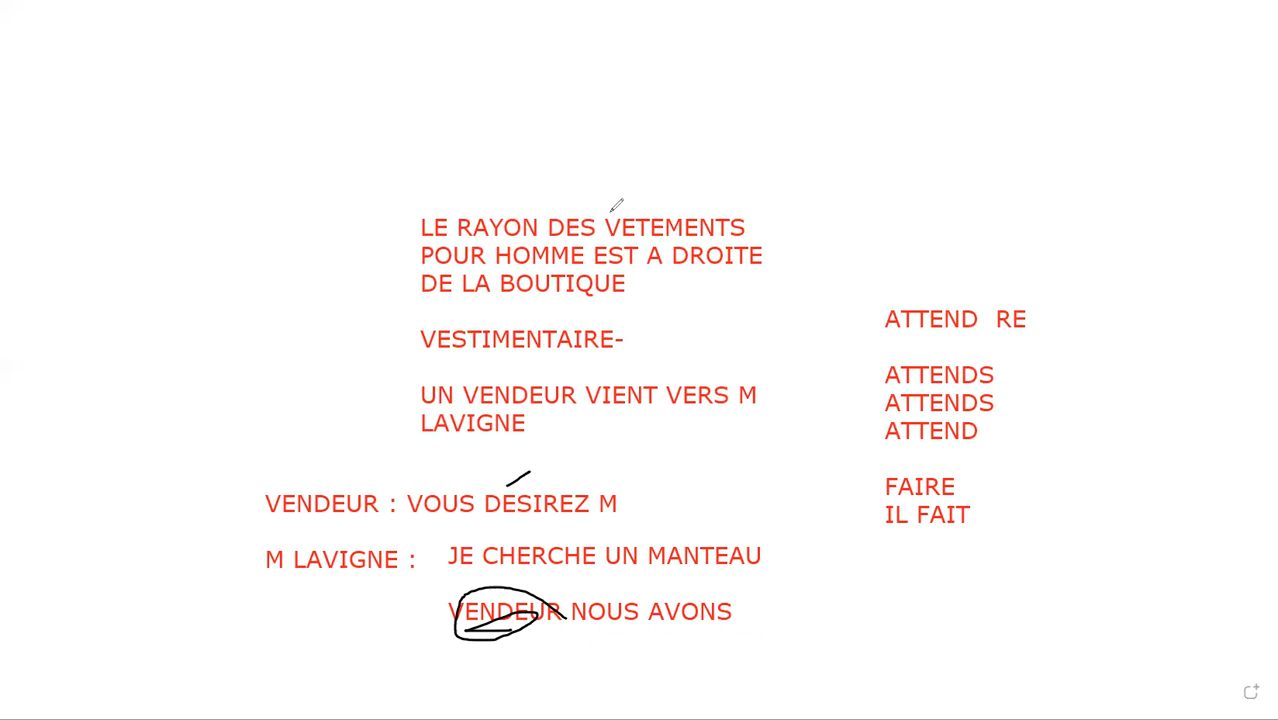 LE RAYON DES VETEMENTS
POUR HOMME EST A DROITE
DE LA BOUTIQUE
VESTIMENTAIRE-
UN VENDEUR VIENT VERS M
LAVIGNE
VENDEUR : VOUS DESIREZ M
M LAVIGNE : JE CHERCHE UN MANTEAU
VENDEUR NOUS AVONS
ATTEND RE
ATTENDS
ATTENDS
ATTEND
FAIRE
IL FAIT